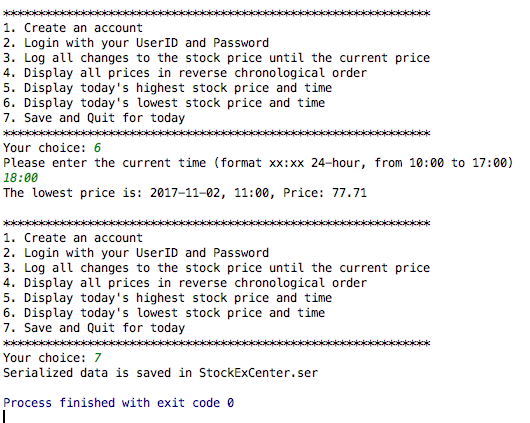 ************************************************************
1. Create an account
2. Login with your UserID and Password
3. Log all changes to the stock price until the current price
4. Display all prices in reverse chronological order
5. Display today's highest stock price and time
6. Display today's lowest stock price and time
7. Save and Quit for today
************************************************************
Your choice: 6
Please enter the current time (format xx:xx 24-hour, from 10:00 to 17:00)
18:00
The lowest price is: 2017-11-02, 11:00, Price: 77.71
************************************************************
1. Create an account
2. Login with your UserID and Password
3. Log all changes to the stock price until the current price
4. Display all prices in reverse chronological order
5. Display today's highest stock price and time
6. Display today's lowest stock price and time
7. Save and Quit for today
************************************************************
Your choice: 7
Serialized data is saved in StockExCenter.ser
Process finished with exit code 0